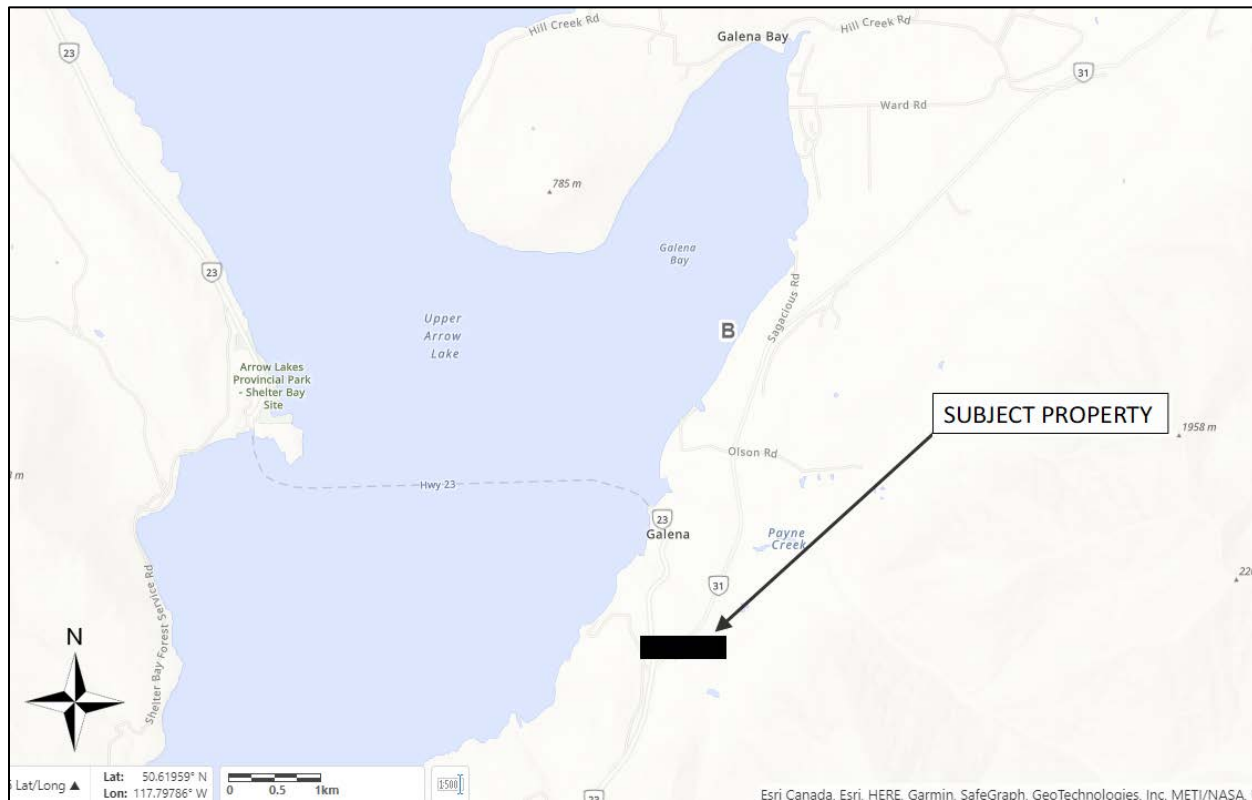 Hill Creek Rd
Galena Bay
Hill Creek Rd
23
31
Ward Rd
785 m
Galena
Bay
23
Sagacious Rd
Upper
Arrow
Lake
B
Arrow Lakes
Provincial Park
- Shelter Bay
Site
SUBJECT PROPERTY
1958 m
Olson Rd
Hwy 23
23
Galena
Payne
Creek
31
Shelter Bay Forest Service Rd
N
Lat/Long ▲
Lat: 50.61959° N
Lon: 117.79786° W
0 0.5 1km
1:500
23
Esri Canada, Esri, HERE, Garmin, SafeGraph, GeoTechnologies, Inc, METI/NASA,